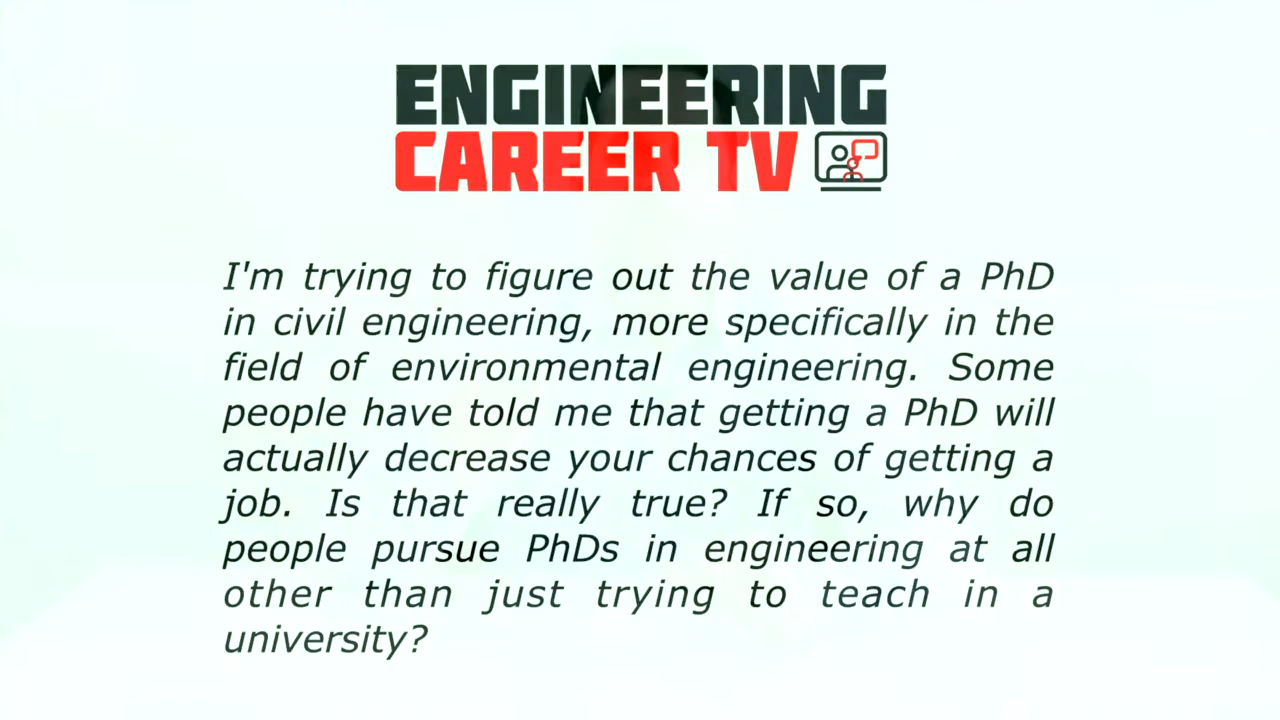 ENGINEERING
CAREER TV
I'm trying to figure out the value of a PhD
in civil engineering, more specifically in the
field of environmental engineering. Some
people have told me that getting a PhD will
actually decrease your chances of getting a
job. Is that really true? If so, why do
people pursue PhDs in engineering at all
other than just trying to teach in a
university?